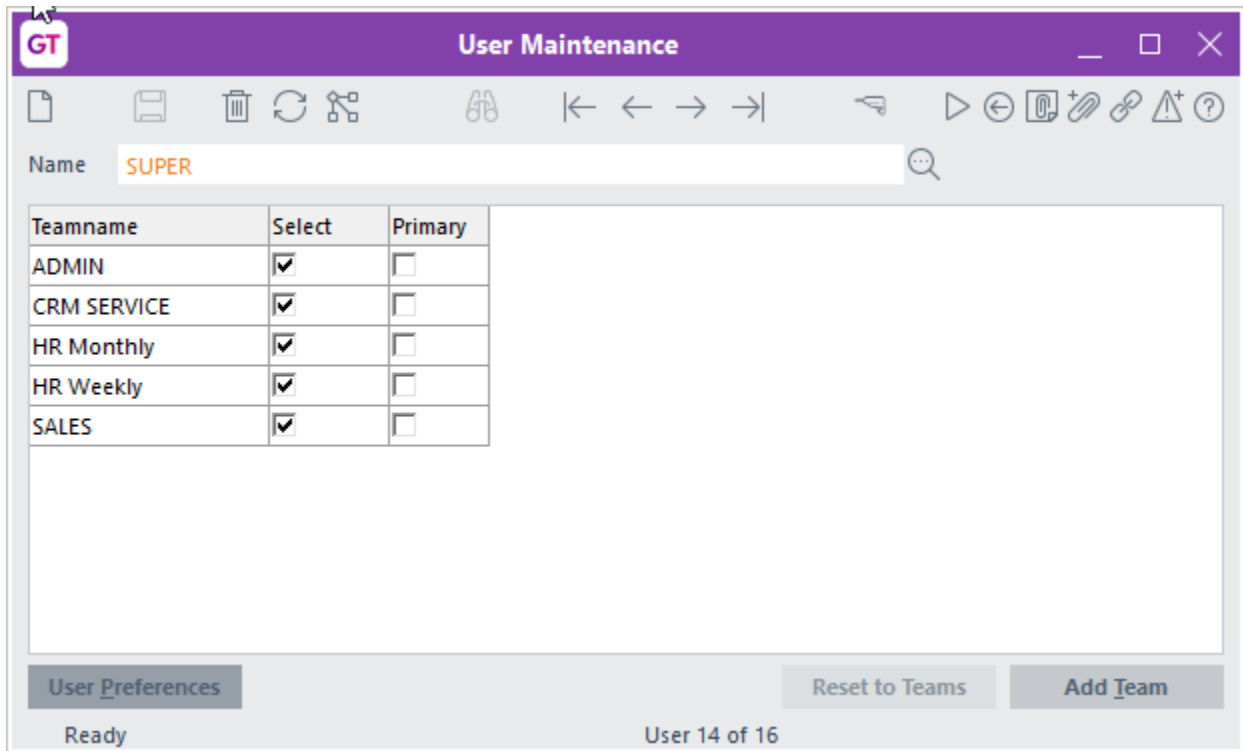 GT User Maintenance
Name SUPER
Teamname Select Primary
ADMIN
CRM SERVICE
HR Monthly
HR Weekly
SALES
User Preferences Reset to Teams Add Team
Ready User 14 of 16